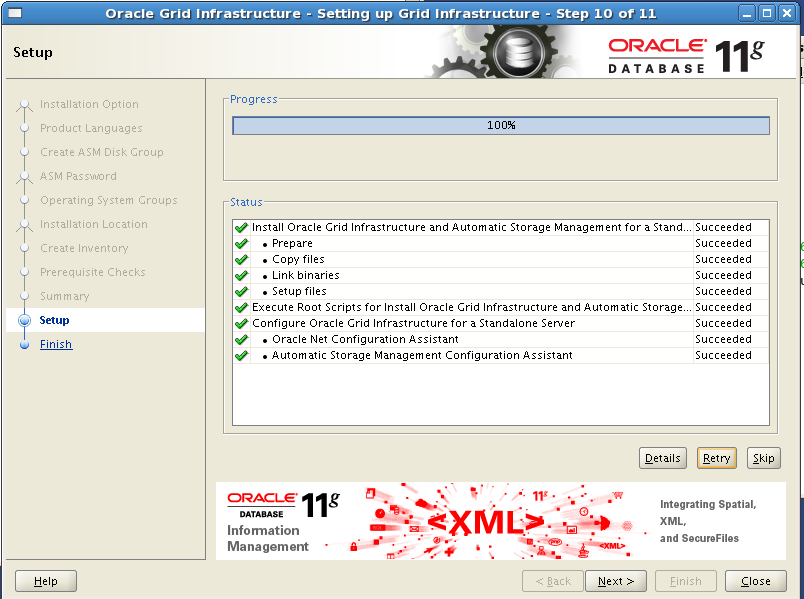 Oracle Grid Infrastructure - Setting up Grid Infrastructure - Step 10 of 11
Setup
ORACLE
DATABASE
11g
Installation Option
Product Languages
Create ASM Disk Group
ASM Password
Operating System Groups
Installation Location
Create Inventory
Prerequisite Checks
Summary
Setup
Finish
Progress
100%
Status
Install Oracle Grid Infrastructure and Automatic Storage Management for a Stand... Succeeded
• Prepare Succeeded
• Copy files Succeeded
• Link binaries Succeeded
• Setup files Succeeded
Execute Root Scripts for Install Oracle Grid Infrastructure and Automatic Storage... Succeeded
Configure Oracle Grid Infrastructure for a Standalone Server Succeeded
• Oracle Net Configuration Assistant Succeeded
• Automatic Storage Management Configuration Assistant Succeeded
Details Retry Skip
ORACLE
DATABASE
11g
Information
Management
11g
<XML>
<XML>
Integrating Spatial,
XML,
and SecureFiles
Help < Back Next > Finish Close